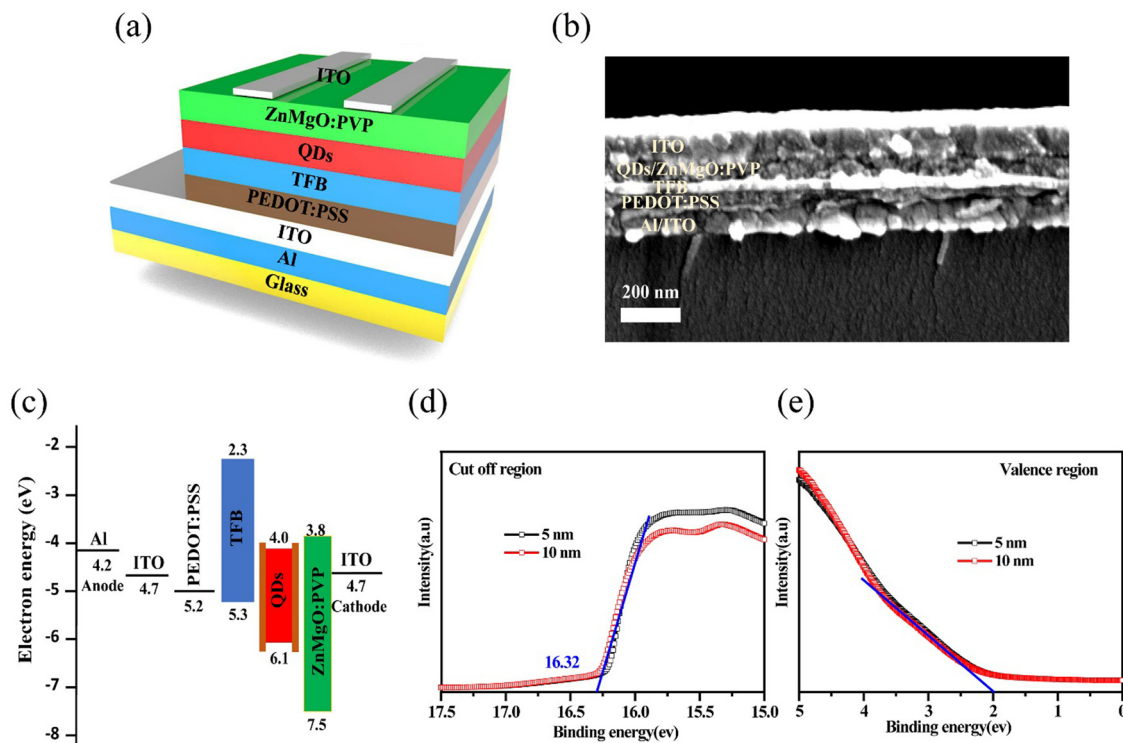 (a)
ITO
ZnMgO:PVP
QDs
TFB
PEDOT:PSS
ITO
Al
Glass
(b)
ITO
QDs/ZnMgO:PVP
TFB
PEDOT:PSS
Al/ITO
200 nm
(c)
Electron energy (eV)
-2
-3
-4
-5
-6
-7
-8
Al
4.2
Anode
ITO
4.7
PEDOT:PSS
5.2
2.3
TFB
5.3
4.0
QDs
6.1
3.8
ZnMgO:PVP
7.5
ITO
4.7
Cathode
(d)
Cut off region
5 nm
10 nm
16.32
Intensity(a.u)
17.5 17.0 16.5 16.0 15.5 15.0
Binding energy(ev)
(e)
Valence region
5 nm
10 nm
Intensity(a.u)
5 4 3 2 1 0
Binding energy(ev)